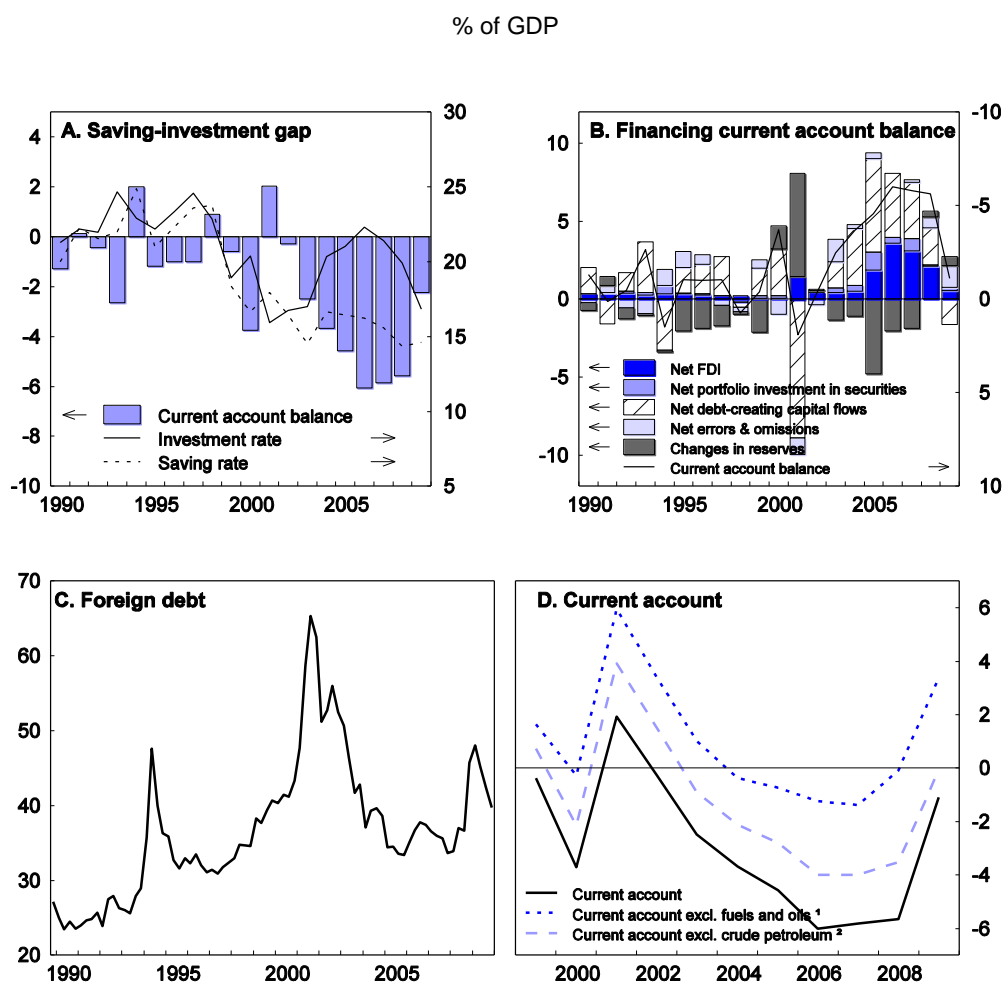 % of GDP
A. Saving-investment gap
4
2
0
-2
-4
-6
-8
-10
30
25
20
15
10
5
Current account balance
Investment rate
Saving rate
1990 1995 2000 2005
B. Financing current account balance
10
5
0
-5
-10
-10
-5
0
5
10
Net FDI
Net portfolio investment in securities
Net debt-creating capital flows
Net errors & omissions
Changes in reserves
Current account balance
1990 1995 2000 2005
C. Foreign debt
70
60
50
40
30
20
1990 1995 2000 2005
D. Current account
6
4
2
0
-2
-4
-6
Current account
Current account excl. fuels and oils ¹
Current account excl. crude petroleum ²
2000 2002 2004 2006 2008